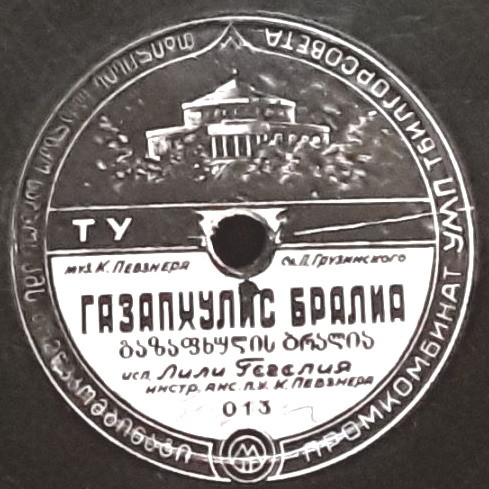 ПРОМКОМБИНАТ УМП ТБИЛГОРСОВЕТА
ТУ
муз. К. Певзнера
сл. Д. Грузинского
ГАЗАПХУЛИС БРАЛИА
გაზაფხულის ბრალია
исп. Лили Гегелия
инстр. анс. п.у. К. Певзнера
013